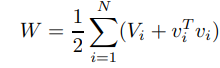 W = \frac{1}{2} \sum_{i=1}^{N} (V_i + v_i^T v_i)